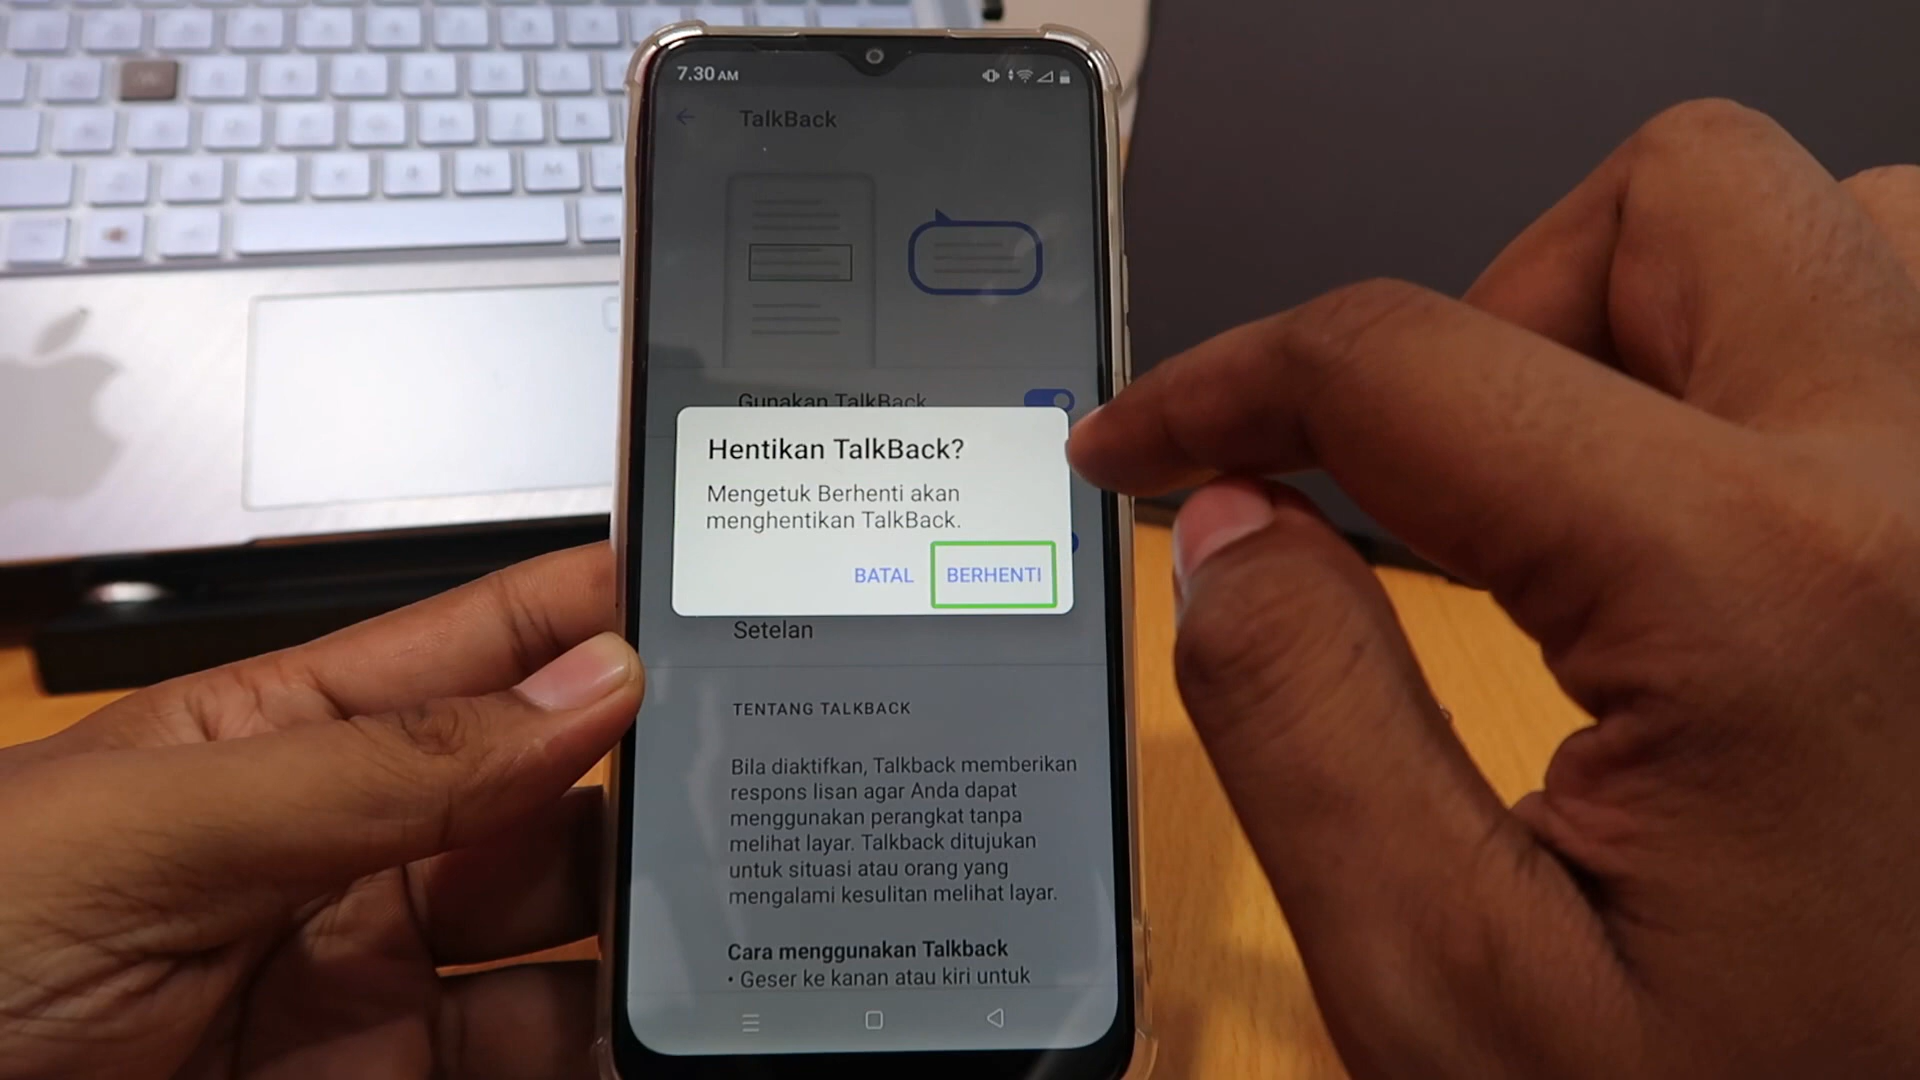 7.30 AM
TalkBack
Gunakan TalkBack
Hentikan TalkBack?
Mengetuk Berhenti akan
menghentikan TalkBack.
BATAL BERHENTI
Setelan
TENTANG TALKBACK
Bila diaktifkan, Talkback memberikan
respons lisan agar Anda dapat
menggunakan perangkat tanpa
melihat layar. Talkback ditujukan
untuk situasi atau orang yang
mengalami kesulitan melihat layar.
Cara menggunakan Talkback
• Geser ke kanan atau kiri untuk